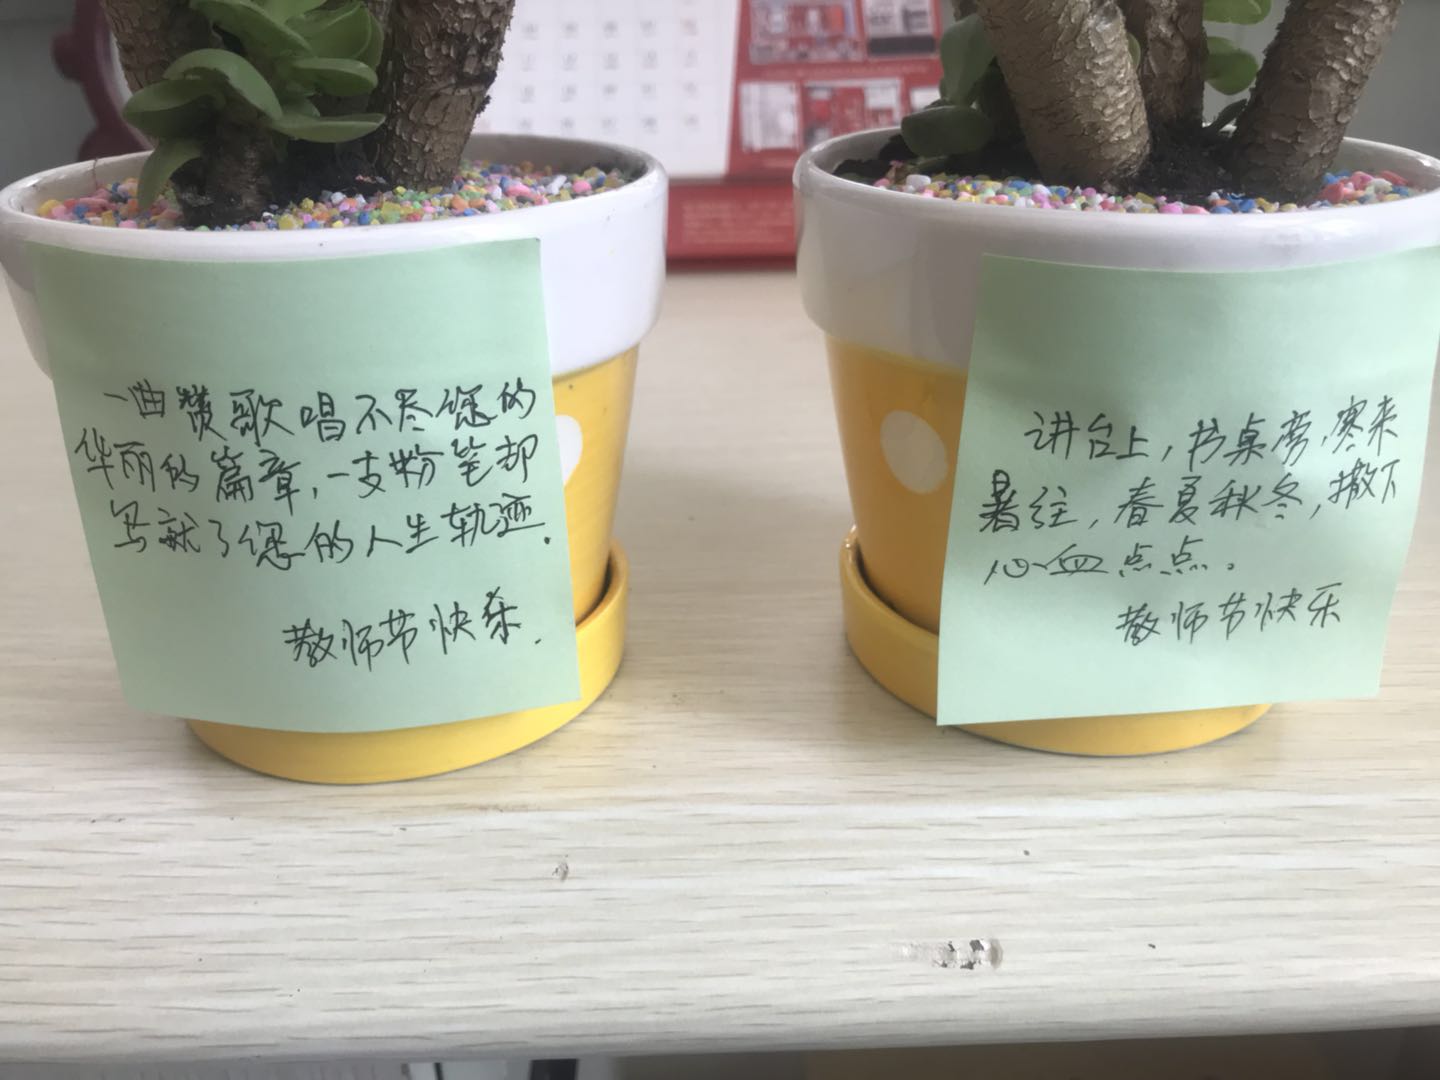 一曲赞歌唱不尽您的
华丽的篇章，一支粉笔却
写就了您的人生轨迹.
教师节快乐.
讲台上，书桌旁，寒来
暑往，春夏秋冬，撒下
心血点点。
教师节快乐